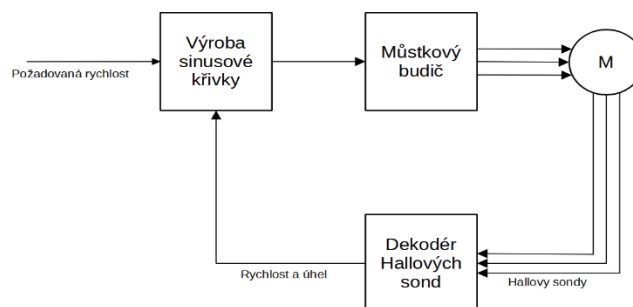 Výroba
sinusové
křivky
Můstkový
budič
M
Požadovaná rychlost
Dekodér
Hallových
sond
Rychlost a úhel
Hallovy sondy